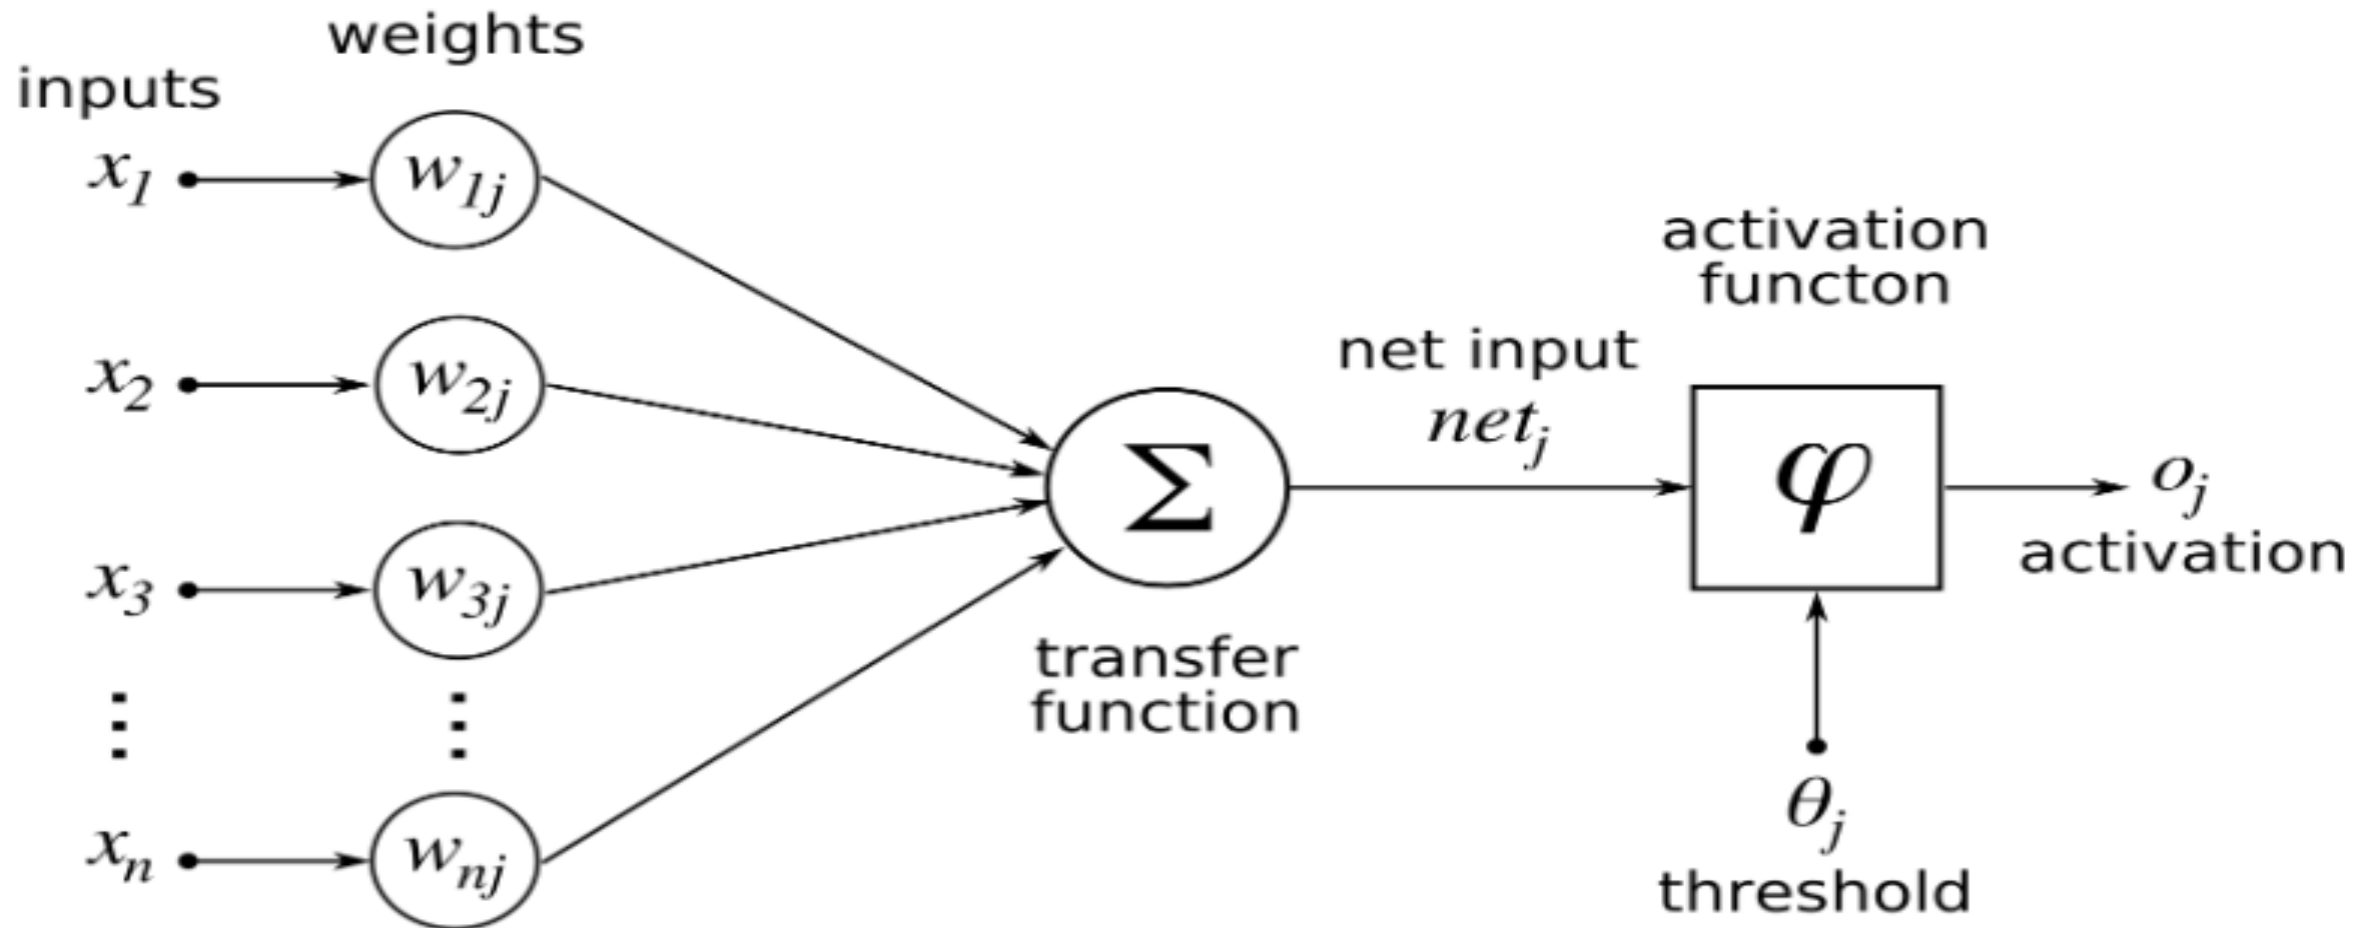 weights
inputs
x1 w1j
x2 w2j
x3 w3j
⋮ ⋮
xn wnj
Σ
transfer
function
net input
netj
activation
functon
φ
oj
activation
θj
threshold